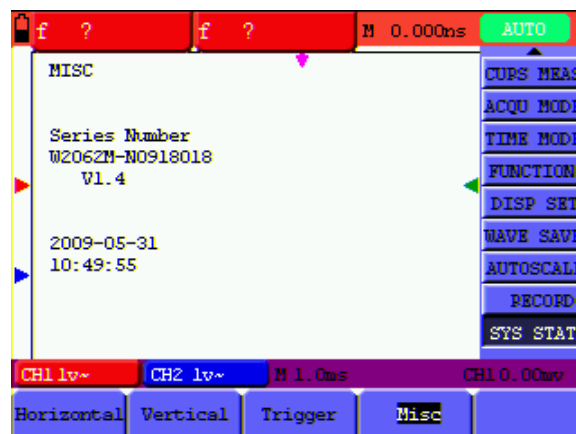 f ? f ? M 0.000ns AUTO
MISC
Series Number
W2062M-N0918018
V1.4
2009-05-31
10:49:55
CURS MEAS
ACQU MODE
TIME MODE
FUNCTION
DISP SET
WAVE SAVE
AUTOSCALE
RECORD
SYS STAT
CH1 1v~ CH2 1v~ M 1.0ms CH1 0.00mv
Horizontal Vertical Trigger Misc